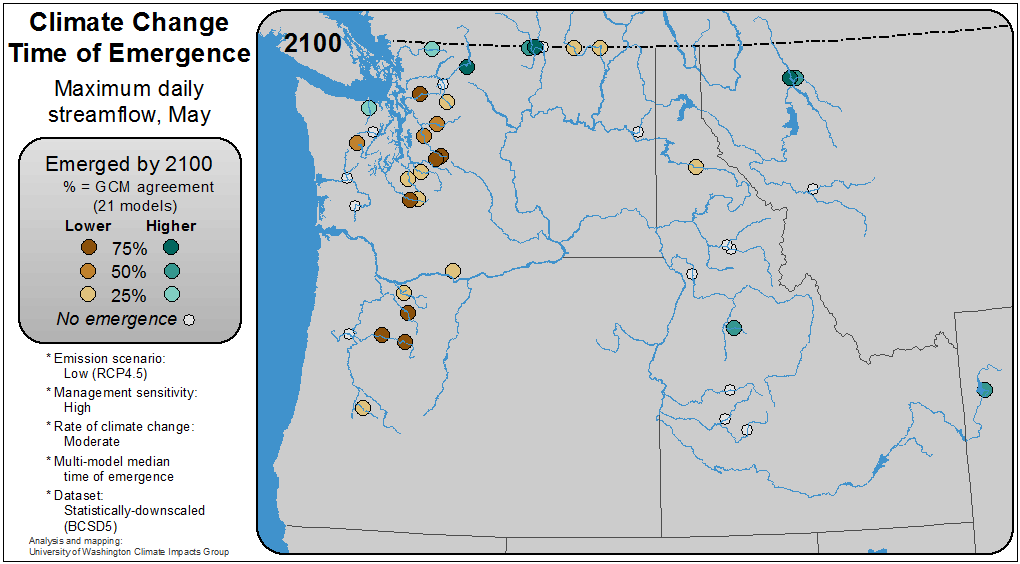 Climate Change
Time of Emergence
Maximum daily
streamflow, May
Emerged by 2100
% = GCM agreement
(21 models)
Lower Higher
75%
50%
25%
No emergence
* Emission scenario:
Low (RCP4.5)
* Management sensitivity:
High
* Rate of climate change:
Moderate
* Multi-model median
time of emergence
* Dataset:
Statistically-downscaled
(BCSD5)
Analysis and mapping:
University of Washington Climate Impacts Group
2100